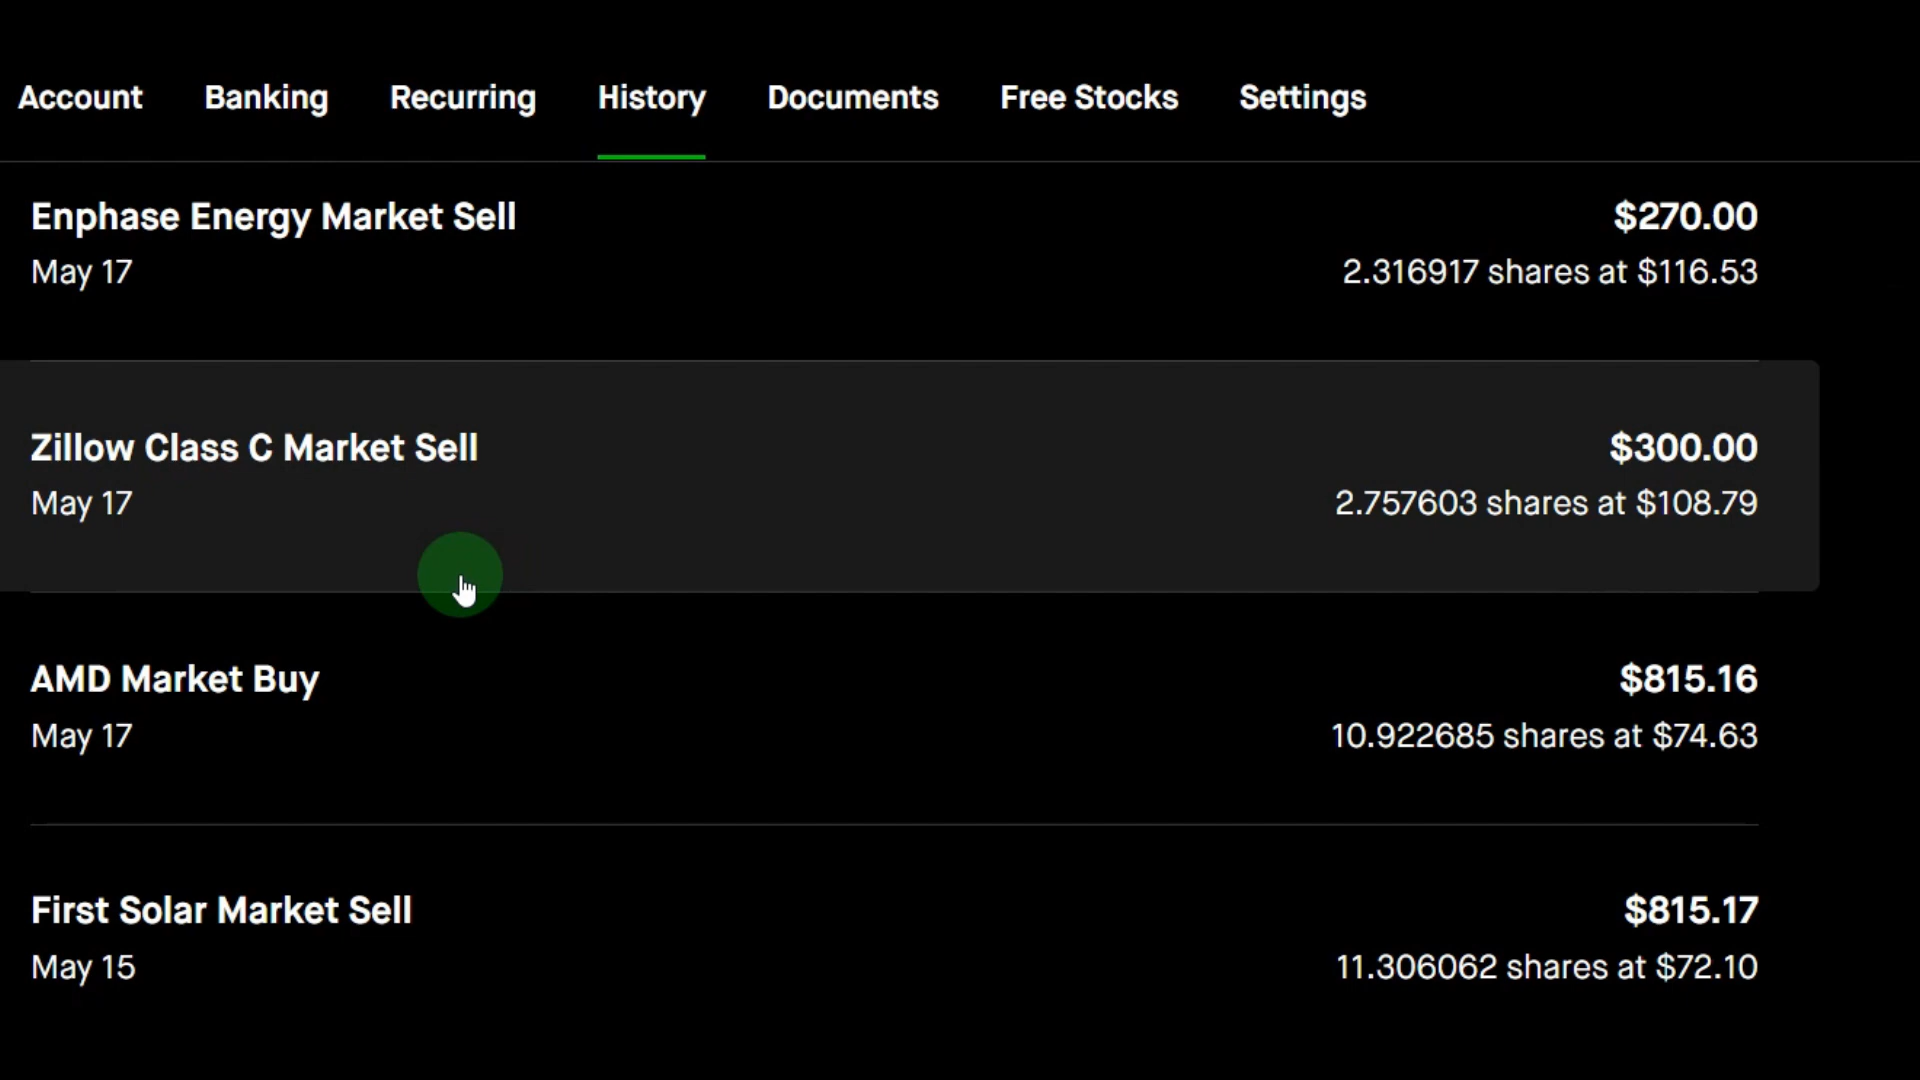 Account Banking Recurring History Documents Free Stocks Settings
Enphase Energy Market Sell $270.00
May 17 2.316917 shares at $116.53
Zillow Class C Market Sell $300.00
May 17 2.757603 shares at $108.79
AMD Market Buy $815.16
May 17 10.922685 shares at $74.63
First Solar Market Sell $815.17
May 15 11.306062 shares at $72.10